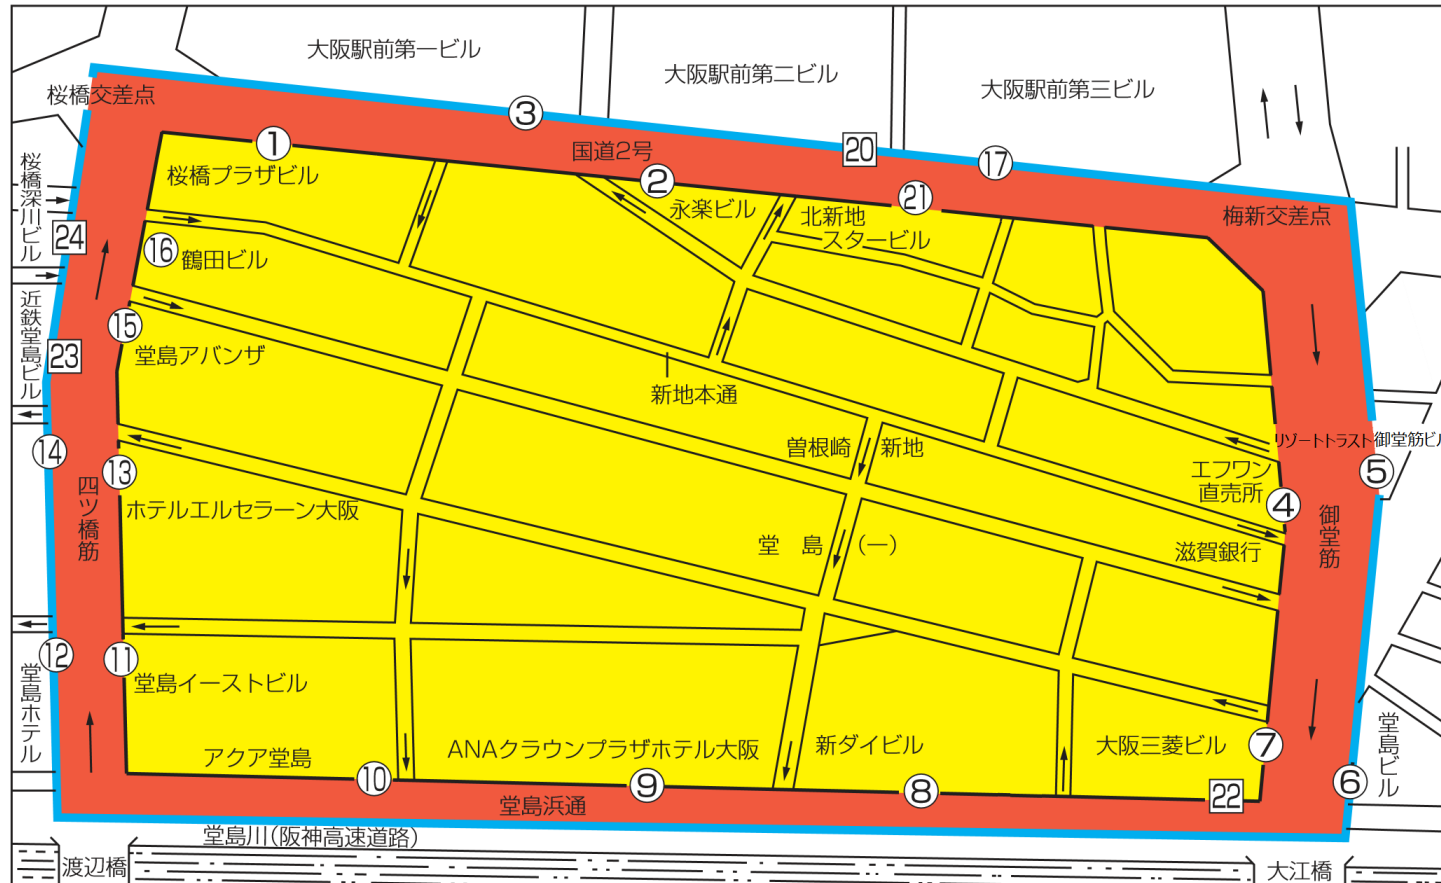 大阪駅前第一ビル
大阪駅前第二ビル
大阪駅前第三ビル
桜橋交差点
③
国道2号
20
⑰
①
桜橋プラザビル
②
永楽ビル
21
北新地
スタービル
梅新交差点
桜橋深川ビル
24
⑯
鶴田ビル
近鉄堂島ビル
⑮
23
堂島アバンザ
新地本通
曽根崎
新地
リゾートトラスト御堂筋ビル
⑭
⑬
四ツ橋筋
ホテルエルセラーン大阪
エフワン
直売所
④
⑤
御堂筋
堂 島 (一)
滋賀銀行
⑫
⑪
堂島ホテル
堂島イーストビル
アクア堂島
⑩
ANAクラウンプラザホテル大阪
⑨
新ダイビル
⑧
大阪三菱ビル
⑦
22
堂島ビル
⑥
堂島浜通
堂島川(阪神高速道路)
渡辺橋
大江橋